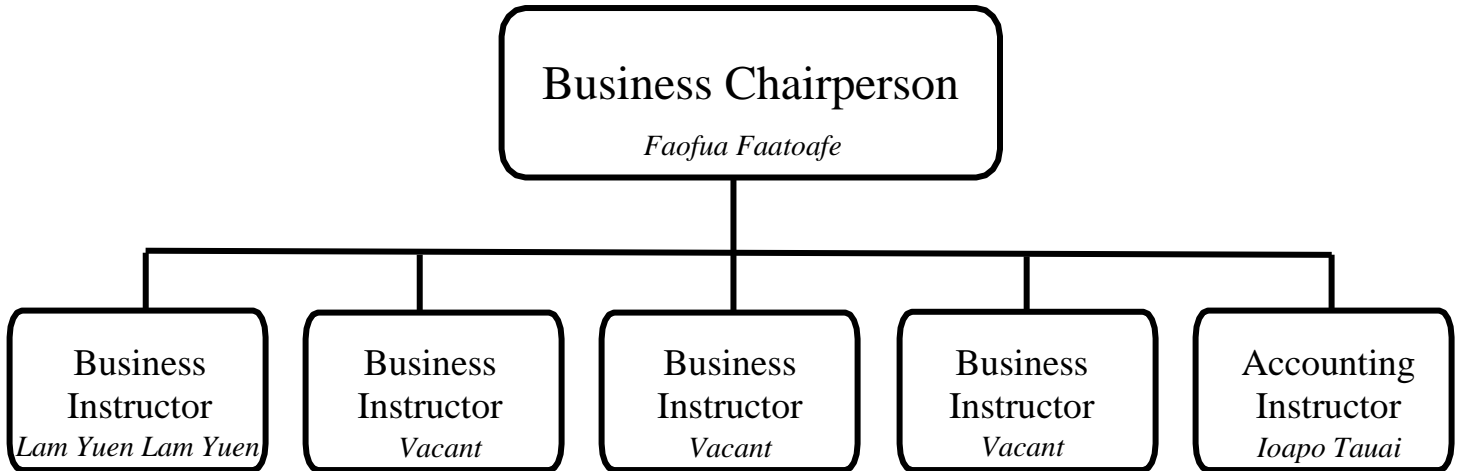 Business Chairperson
Faofua Faatoafe
Business
Instructor
Lam Yuen Lam Yuen
Business
Instructor
Vacant
Business
Instructor
Vacant
Business
Instructor
Vacant
Accounting
Instructor
Ioapo Tauai